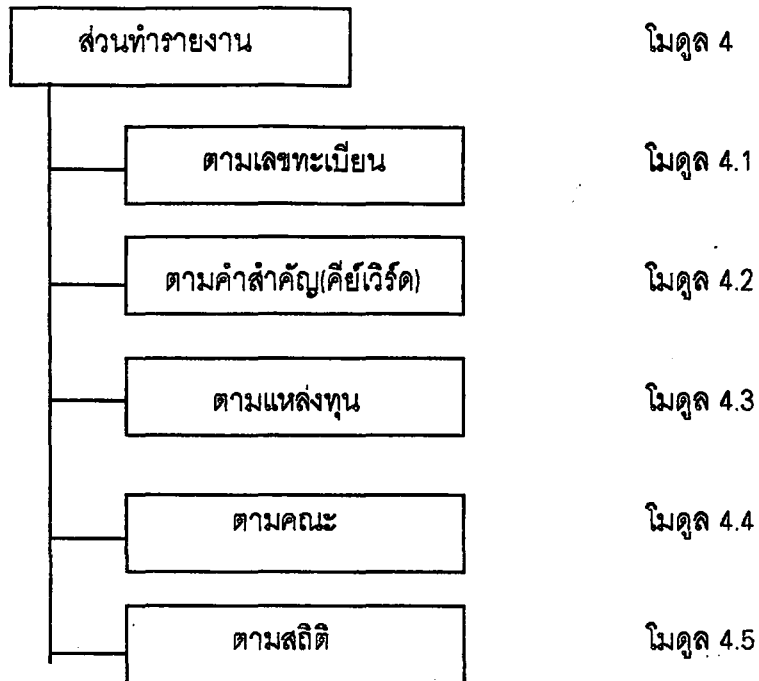 ส่วนทำรายงาน โมดูล 4
ตามเลขทะเบียน โมดูล 4.1
ตามคำสำคัญ(คีย์เวิร์ด) โมดูล 4.2
ตามแหล่งทุน โมดูล 4.3
ตามคณะ โมดูล 4.4
ตามสถิติ โมดูล 4.5